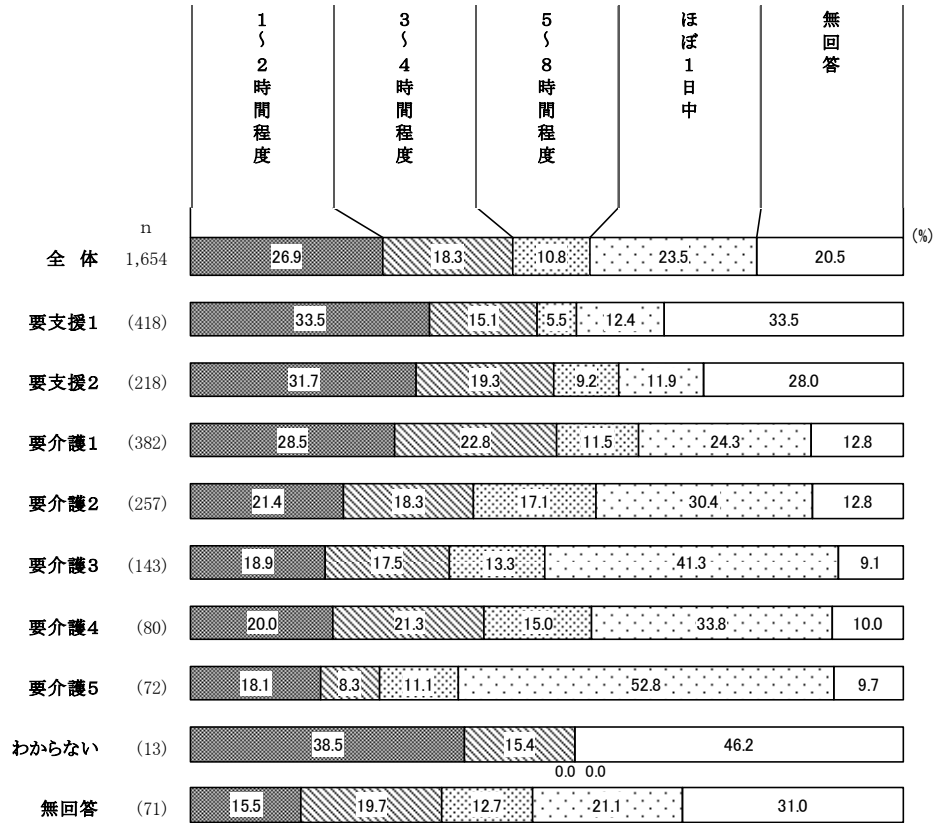 1～2時間程度
3～4時間程度
5～8時間程度
ほぼ1日中
無回答
n
(%)
全 体 1,654 26.9 18.3 10.8 23.5 20.5
要支援1 (418) 33.5 15.1 5.5 12.4 33.5
要支援2 (218) 31.7 19.3 9.2 11.9 28.0
要介護1 (382) 28.5 22.8 11.5 24.3 12.8
要介護2 (257) 21.4 18.3 17.1 30.4 12.8
要介護3 (143) 18.9 17.5 13.3 41.3 9.1
要介護4 (80) 20.0 21.3 15.0 33.8 10.0
要介護5 (72) 18.1 8.3 11.1 52.8 9.7
わからない (13) 38.5 15.4 46.2
0.0 0.0
無回答 (71) 15.5 19.7 12.7 21.1 31.0